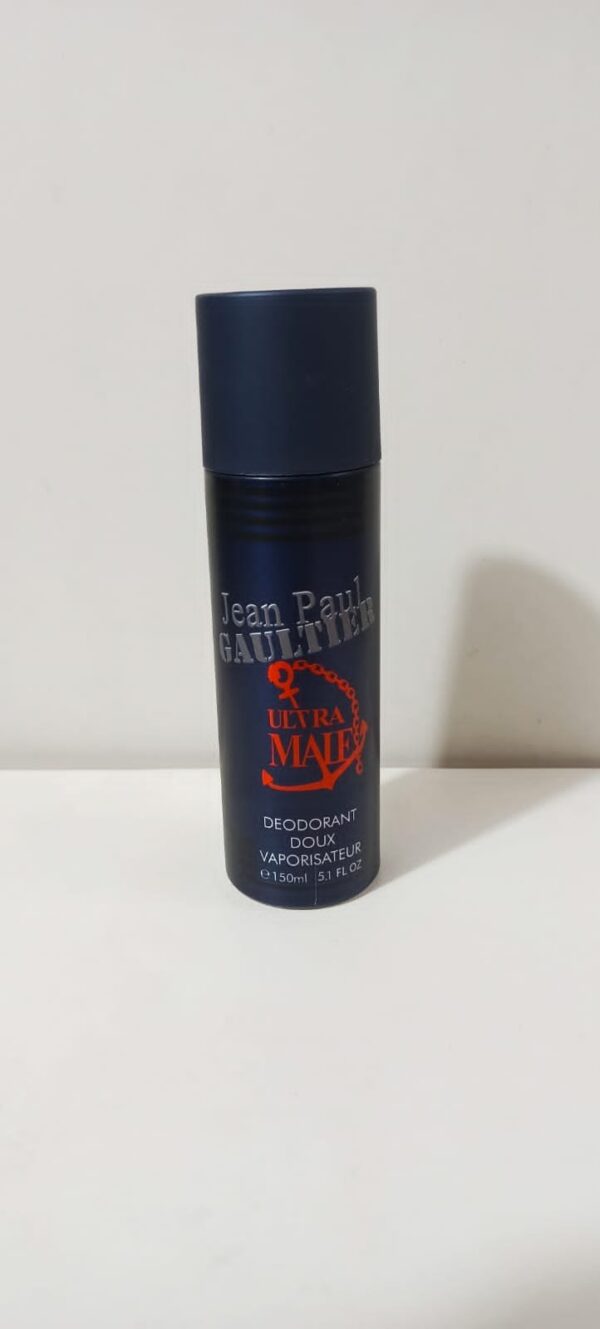 Jean Paul
GAULTIER
ULTRA
MALE
DEODORANT
DOUX
VAPORISATEUR
℮150ml 5.1 FL OZ